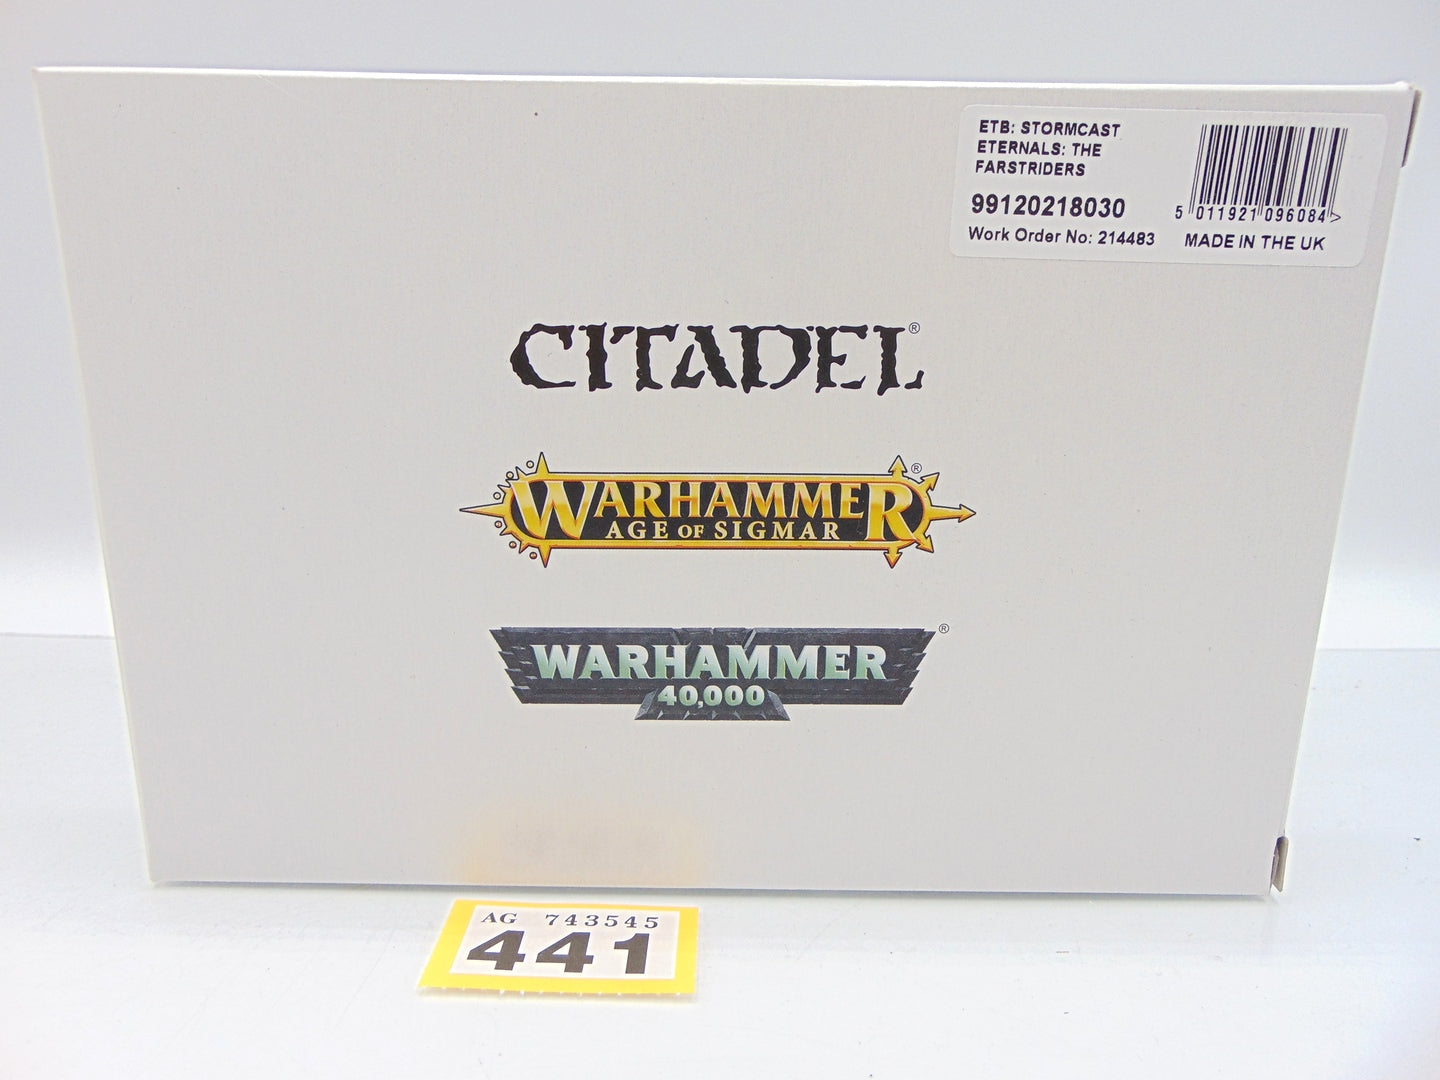 ETB: STORMCAST
ETERNALS: THE
FARSTRIDERS
99120218030
Work Order No: 214483
5 011921 096084 >
MADE IN THE UK
CITADEL®
WARHAMMER®
AGE OF SIGMAR
WARHAMMER®
40,000
AG 743545
441